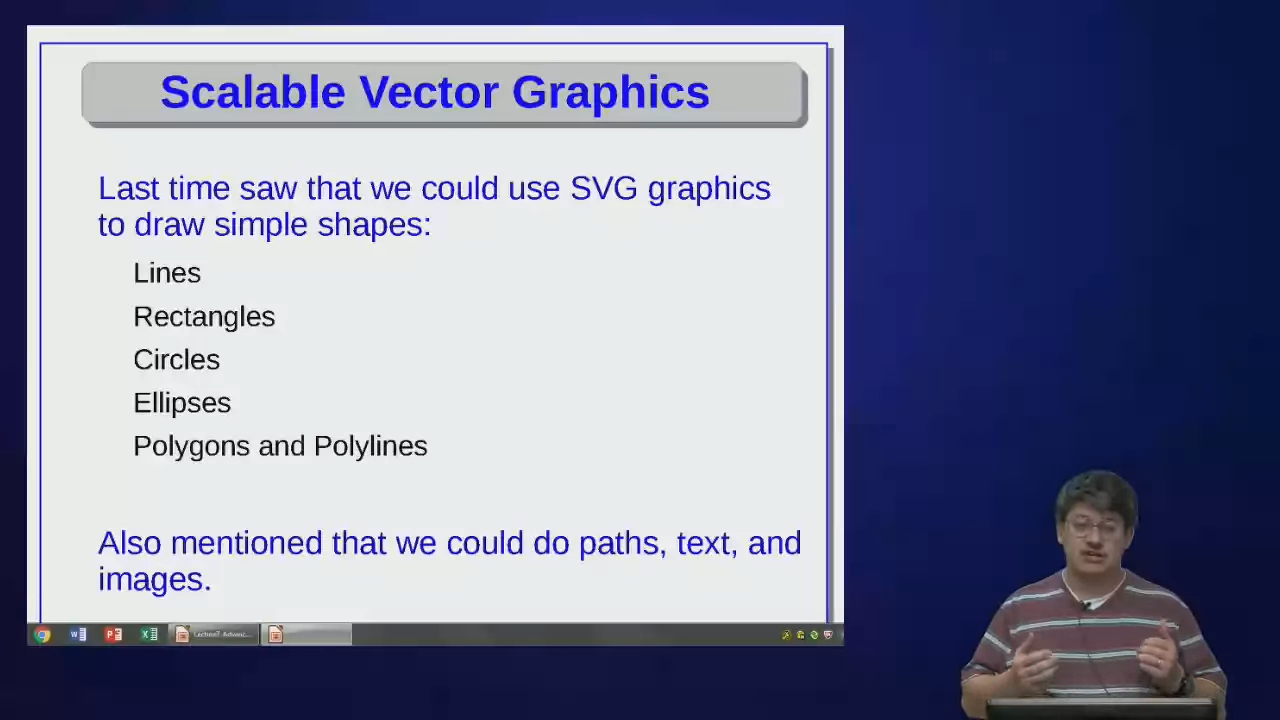 Scalable Vector Graphics
Last time saw that we could use SVG graphics
to draw simple shapes:
Lines
Rectangles
Circles
Ellipses
Polygons and Polylines
Also mentioned that we could do paths, text, and
images.